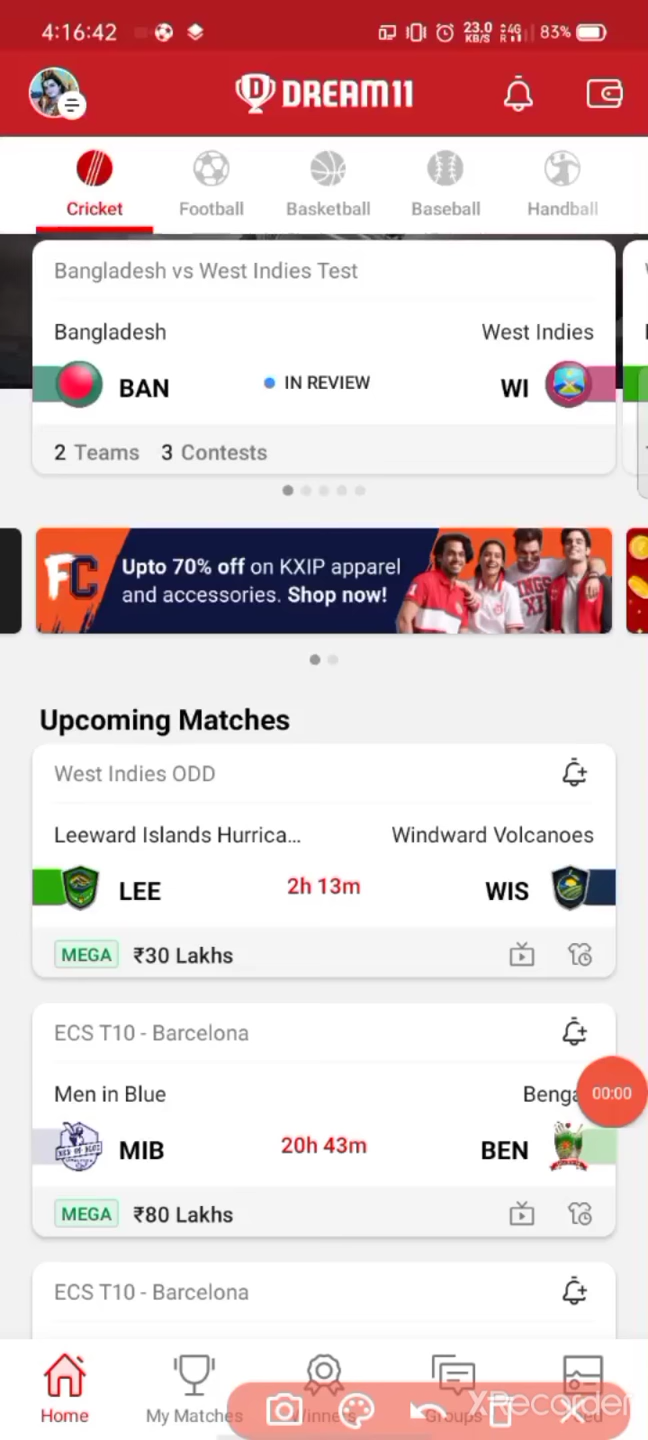 4:16:42 23.0 KB/S 4G R 83%
DREAM11
Cricket Football Basketball Baseball Handball
Bangladesh vs West Indies Test
Bangladesh West Indies
BAN IN REVIEW WI
2 Teams 3 Contests
FC Upto 70% off on KXIP apparel
and accessories. Shop now!
Upcoming Matches
West Indies ODD
Leeward Islands Hurrica... Windward Volcanoes
LEE 2h 13m WIS
MEGA ₹30 Lakhs
ECS T10 - Barcelona
Men in Blue Benga
00:00
MIB 20h 43m BEN
MEGA ₹80 Lakhs
ECS T10 - Barcelona
Home My Matches Winners Groups
XRecorder